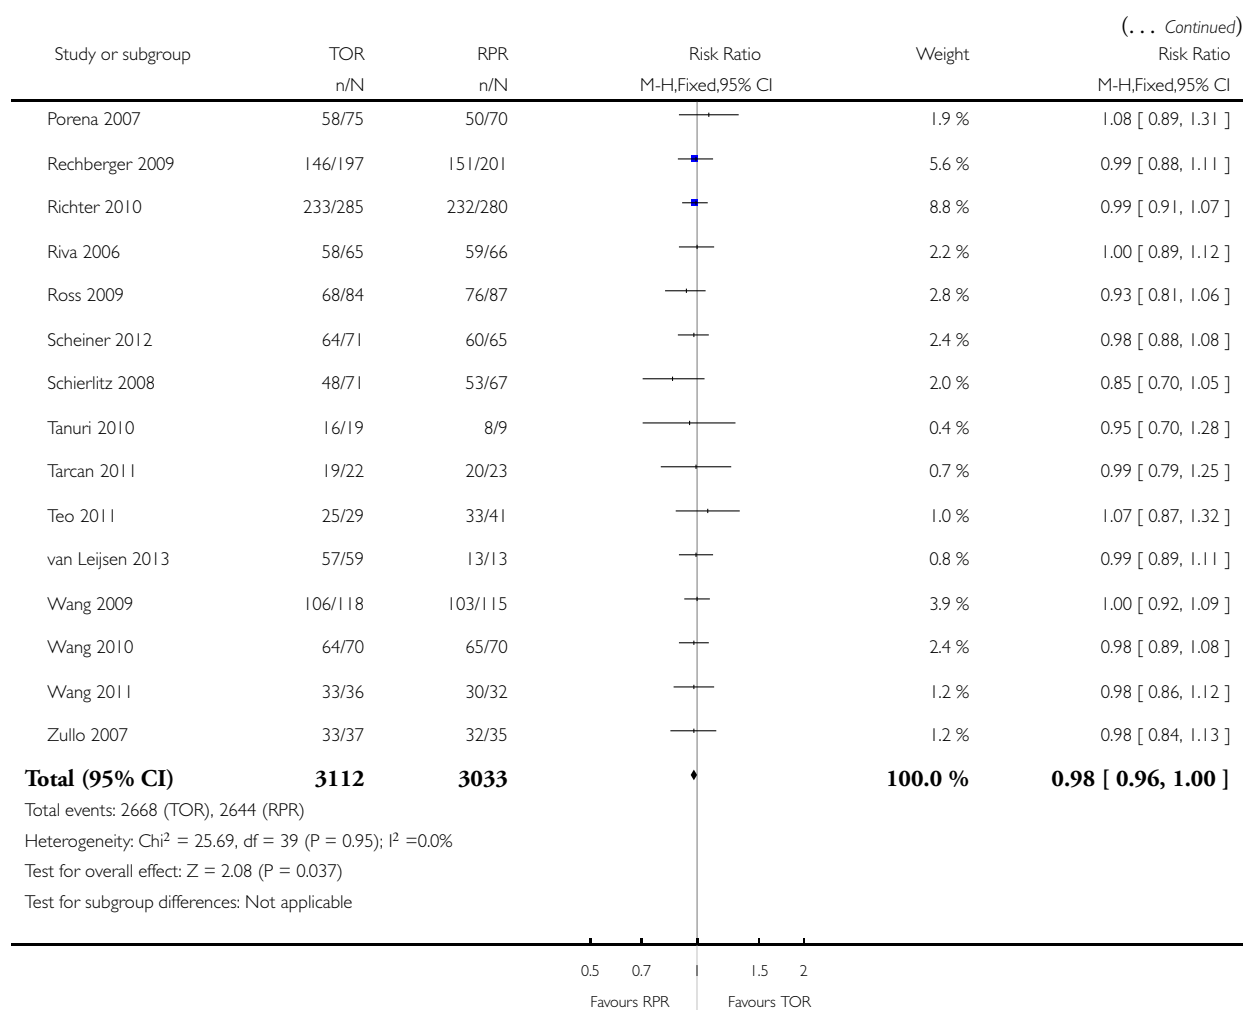 (... Continued)
Study or subgroup TOR RPR Risk Ratio Weight Risk Ratio
n/N n/N M-H,Fixed,95% CI M-H,Fixed,95% CI
Porena 2007 58/75 50/70 1.9 % 1.08 [ 0.89, 1.31 ]
Rechberger 2009 146/197 151/201 5.6 % 0.99 [ 0.88, 1.11 ]
Richter 2010 233/285 232/280 8.8 % 0.99 [ 0.91, 1.07 ]
Riva 2006 58/65 59/66 2.2 % 1.00 [ 0.89, 1.12 ]
Ross 2009 68/84 76/87 2.8 % 0.93 [ 0.81, 1.06 ]
Scheiner 2012 64/71 60/65 2.4 % 0.98 [ 0.88, 1.08 ]
Schierlitz 2008 48/71 53/67 2.0 % 0.85 [ 0.70, 1.05 ]
Tanuri 2010 16/19 8/9 0.4 % 0.95 [ 0.70, 1.28 ]
Tarcan 2011 19/22 20/23 0.7 % 0.99 [ 0.79, 1.25 ]
Teo 2011 25/29 33/41 1.0 % 1.07 [ 0.87, 1.32 ]
van Leijsen 2013 57/59 13/13 0.8 % 0.99 [ 0.89, 1.11 ]
Wang 2009 106/118 103/115 3.9 % 1.00 [ 0.92, 1.09 ]
Wang 2010 64/70 65/70 2.4 % 0.98 [ 0.89, 1.08 ]
Wang 2011 33/36 30/32 1.2 % 0.98 [ 0.86, 1.12 ]
Zullo 2007 33/37 32/35 1.2 % 0.98 [ 0.84, 1.13 ]
Total (95% CI) 3112 3033 100.0 % 0.98 [ 0.96, 1.00 ]
Total events: 2668 (TOR), 2644 (RPR)
Heterogeneity: Chi² = 25.69, df = 39 (P = 0.95); I² =0.0%
Test for overall effect: Z = 2.08 (P = 0.037)
Test for subgroup differences: Not applicable
0.5 0.7 1 1.5 2
Favours RPR Favours TOR